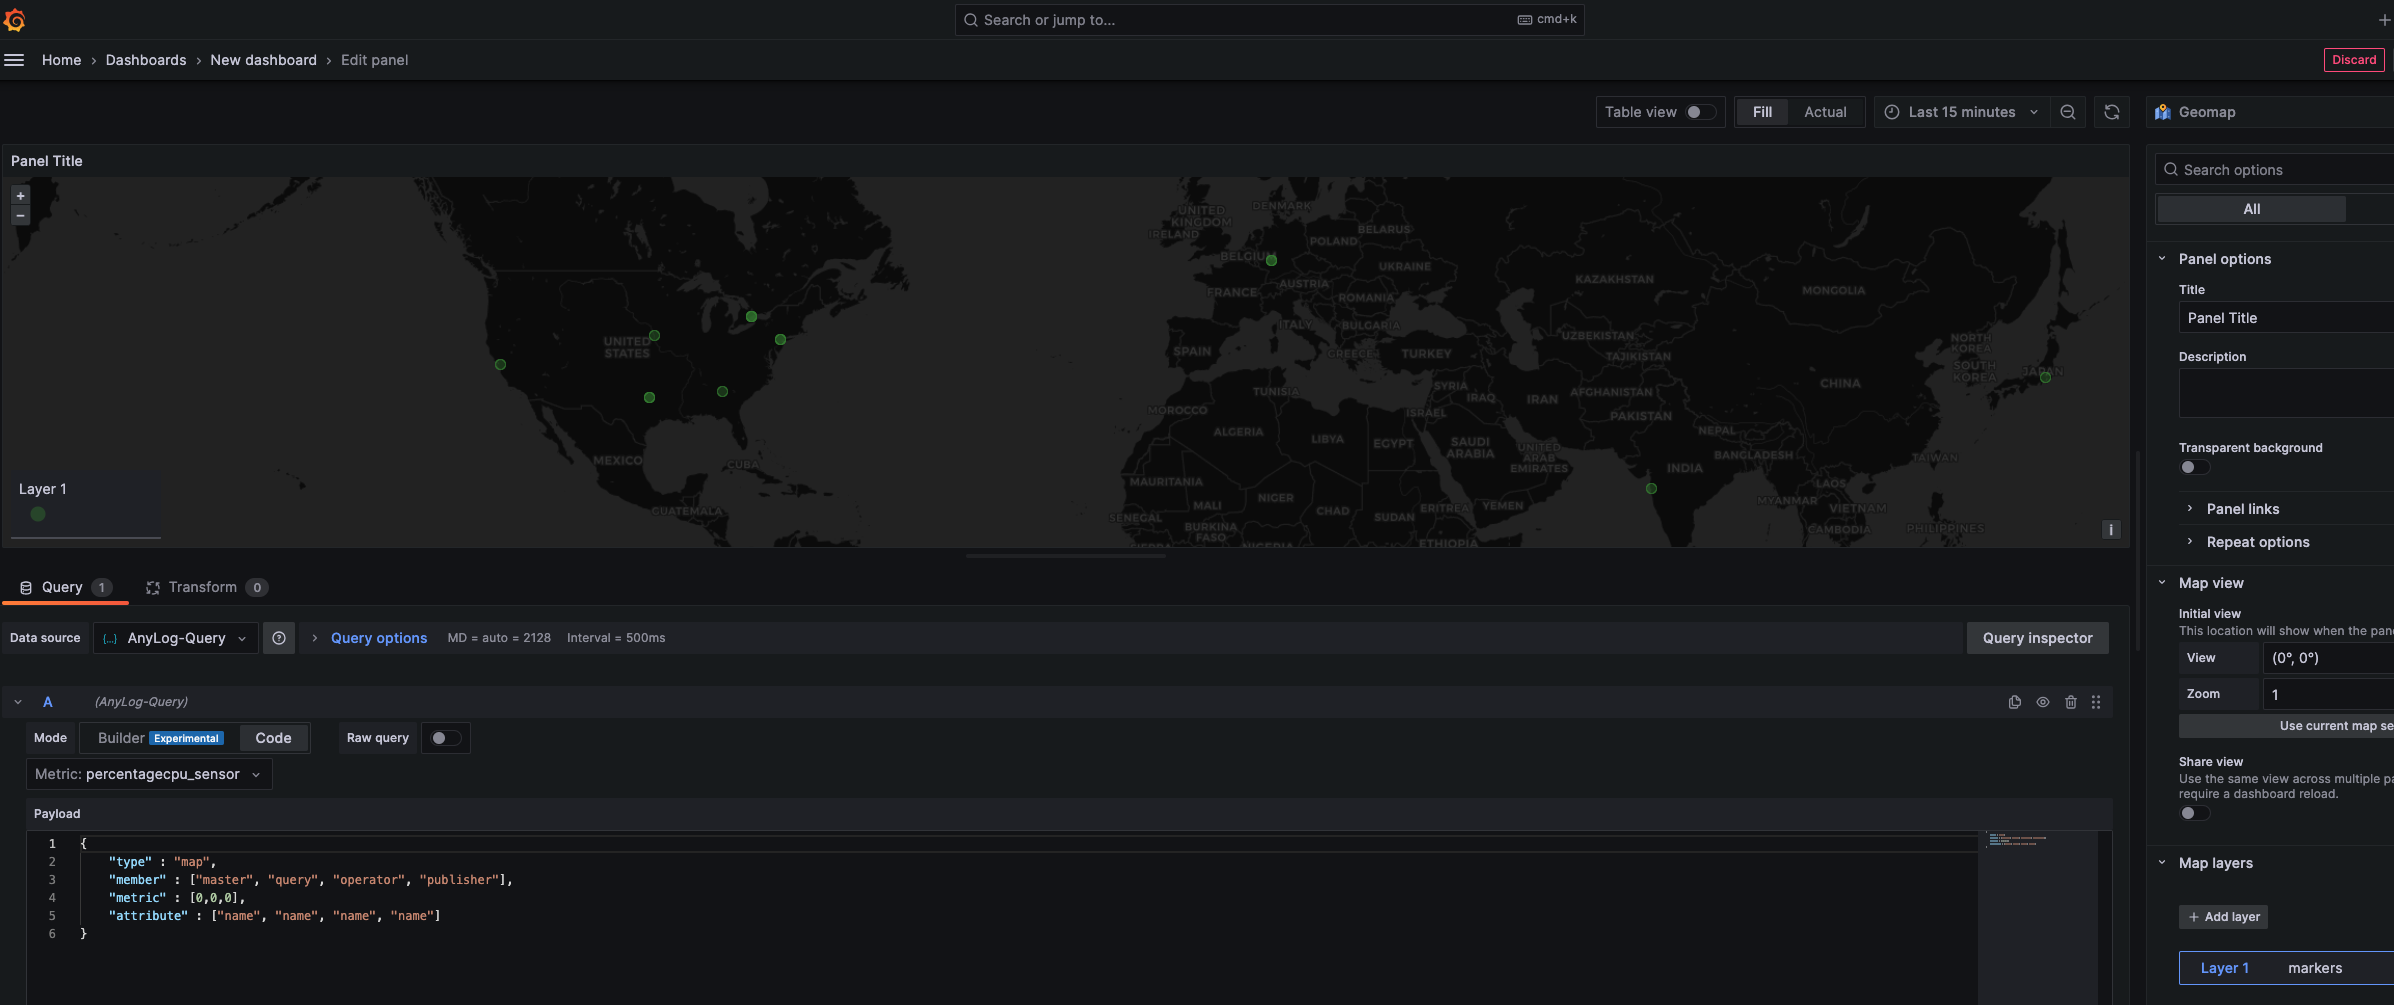 Search or jump to...
cmd+k
Home › Dashboards › New dashboard › Edit panel
Discard
Table view
Fill
Actual
Last 15 minutes
Geomap
Panel Title
+
−
UNITED KINGDOM
IRELAND
DENMARK
BELARUS
POLAND
BELGIUM
UKRAINE
FRANCE
AUSTRIA
ROMANIA
ITALY
BULGARIA
SPAIN
GREECE
TURKEY
KAZAKHSTAN
MONGOLIA
UZBEKISTAN
TAJIKISTAN
NORTH KOREA
SOUTH KOREA
JAPAN
CHINA
UNITED STATES
MEXICO
CUBA
GUATEMALA
TUNISIA
MOROCCO
ALGERIA
LIBYA
EGYPT
SYRIA
IRAQ
ISRAEL
IRAN
AFGHANISTAN
PAKISTAN
NEPAL
BANGLADESH
INDIA
SAUDI ARABIA
UNITED ARAB EMIRATES
MAURITANIA
MALI
NIGER
CHAD
SUDAN
ERITREA
YEMEN
SENEGAL
BURKINA FASO
NIGERIA
ETHIOPIA
TAIWAN
LAOS
MYANMAR
VIETNAM
CAMBODIA
PHILIPPINES
Layer 1
i
Search options
All
Panel options
Title
Panel Title
Description
Transparent background
Panel links
Repeat options
Map view
Initial view
This location will show when the pane
View
(0°, 0°)
Zoom
1
Use current map se
Share view
Use the same view across multiple pa
require a dashboard reload.
Map layers
+ Add layer
Layer 1 markers
Query 1
Transform 0
Data source
{...} AnyLog-Query
Query options
MD = auto = 2128
Interval = 500ms
Query inspector
A
(AnyLog-Query)
Mode
Builder
Experimental
Code
Raw query
Metric: percentagecpu_sensor
Payload
1 {
2 "type" : "map",
3 "member" : ["master", "query", "operator", "publisher"],
4 "metric" : [0,0,0],
5 "attribute" : ["name", "name", "name", "name"]
6 }